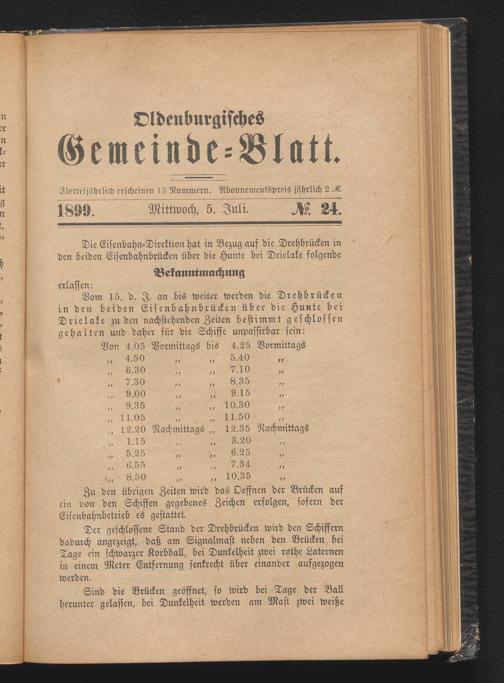 Oldenburgisches
Gemeinde=Blatt.
Vierteljährlich erscheinen 13 Nummern. Abonnementspreis jährlich 2 M.
1899. Mittwoch, 5. Juli. № 24.
Die Eisenbahn-Direktion hat in Bezug auf die Drehbrücken in
den beiden Eisenbahnbrücken über die Hunte bei Drielake folgende
Bekanntmachung
erlassen:
Vom 15. d. J. an bis weiter werden die Drehbrücken
in den beiden Eisenbahnbrücken über die Hunte bei
Drielake zu den nachstehenden Zeiten bestimmt geschlossen
gehalten und daher für die Schiffe unpassirbar sein:
Von 4.05 Vormittags bis 4.25 Vormittags
„ 4.50 „ „ 5.40 „
„ 6.30 „ „ 7.10 „
„ 7.30 „ „ 8.35 „
„ 9.00 „ „ 9.15 „
„ 9.35 „ „ 10.30 „
„ 11.05 „ „ 11.50 „
„ 12.20 Nachmittags „ 12.35 Nachmittags
„ 1.15 „ „ 3.20 „
„ 5.25 „ „ 6.25 „
„ 6.55 „ „ 7.34 „
„ 8.50 „ „ 10.35 „
Zu den übrigen Zeiten wird das Oeffnen der Brücken auf
ein von den Schiffen gegebenes Zeichen erfolgen, sofern der
Eisenbahnbetrieb es gestattet.
Der geschlossene Stand der Drehbrücken wird den Schiffern
dadurch angezeigt, daß am Signalmast neben den Brücken bei
Tage ein schwarzer Korbball, bei Dunkelheit zwei rothe Laternen
in einem Meter Entfernung senkrecht über einander aufgezogen
werden.
Sind die Brücken geöffnet, so wird bei Tage der Ball
herunter gelassen, bei Dunkelheit werden am Mast zwei weiße